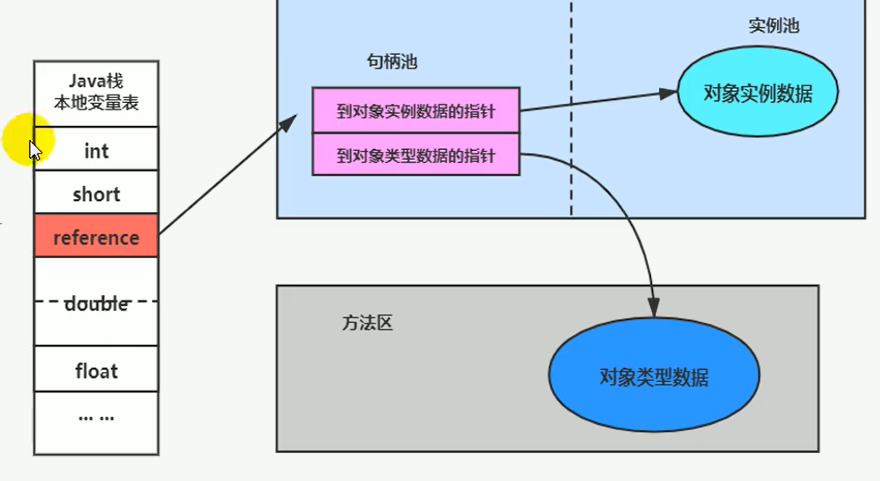 实例池
句柄池
Java栈
本地变量表
到对象实例数据的指针
对象实例数据
int
到对象类型数据的指针
short
reference
double
方法区
float
对象类型数据
... ...